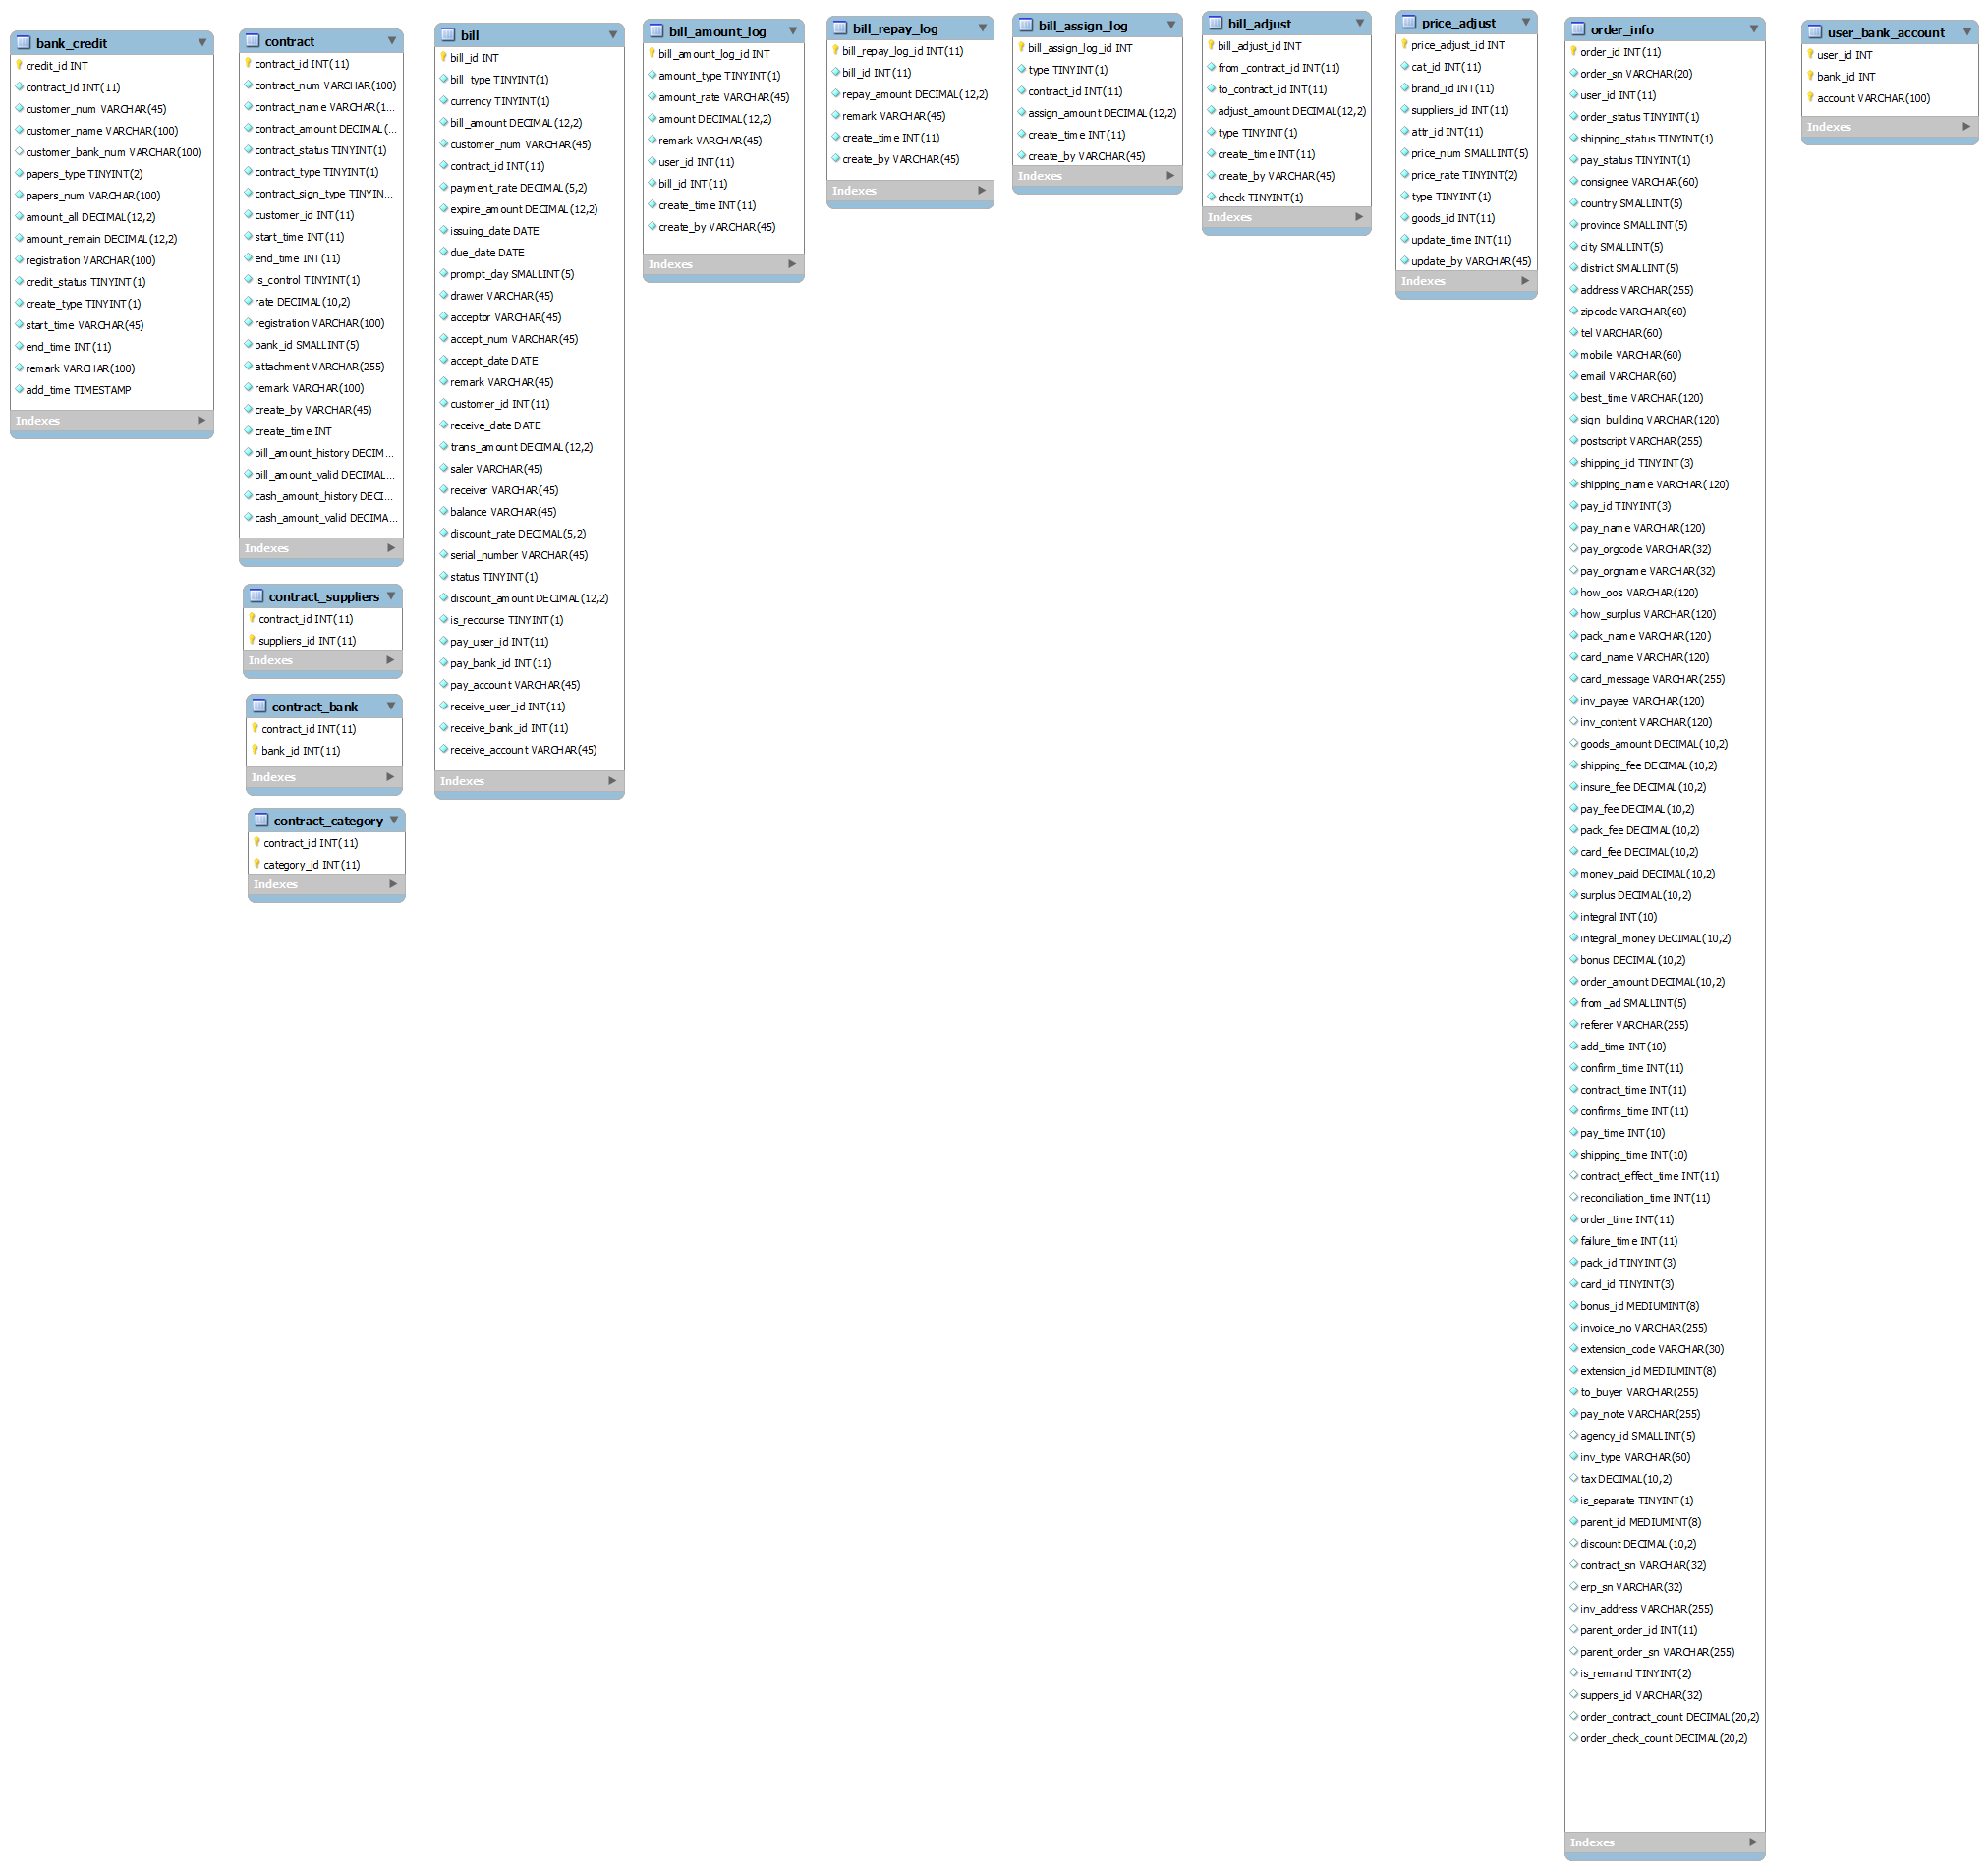 bank_credit
credit_id INT
contract_id INT(11)
customer_num VARCHAR(45)
customer_name VARCHAR(100)
customer_bank_num VARCHAR(100)
papers_type TINYINT(2)
papers_num VARCHAR(100)
amount_all DECIMAL(12,2)
amount_remain DECIMAL(12,2)
registration VARCHAR(100)
credit_status TINYINT(1)
create_type TINYINT(1)
start_time VARCHAR(45)
end_time INT(11)
remark VARCHAR(100)
add_time TIMESTAMP
Indexes
contract
contract_id INT(11)
contract_num VARCHAR(100)
contract_name VARCHAR(1...
contract_amount DECIMAL(...
contract_status TINYINT(1)
contract_type TINYINT(1)
contract_sign_type TINYIN...
customer_id INT(11)
start_time INT(11)
end_time INT(11)
is_control TINYINT(1)
rate DECIMAL(10,2)
registration VARCHAR(100)
bank_id SMALLINT(5)
attachment VARCHAR(255)
remark VARCHAR(100)
create_by VARCHAR(45)
create_time INT
bill_amount_history DECIM...
bill_amount_valid DECIMAL...
cash_amount_history DECI...
cash_amount_valid DECIMA...
Indexes
contract_suppliers
contract_id INT(11)
suppliers_id INT(11)
Indexes
contract_bank
contract_id INT(11)
bank_id INT(11)
Indexes
contract_category
contract_id INT(11)
category_id INT(11)
Indexes
bill
bill_id INT
bill_type TINYINT(1)
currency TINYINT(1)
bill_amount DECIMAL(12,2)
customer_num VARCHAR(45)
contract_id INT(11)
payment_rate DECIMAL(5,2)
expire_amount DECIMAL(12,2)
issuing_date DATE
due_date DATE
prompt_day SMALLINT(5)
drawer VARCHAR(45)
acceptor VARCHAR(45)
accept_num VARCHAR(45)
accept_date DATE
remark VARCHAR(45)
customer_id INT(11)
receive_date DATE
trans_amount DECIMAL(12,2)
saler VARCHAR(45)
receiver VARCHAR(45)
balance VARCHAR(45)
discount_rate DECIMAL(5,2)
serial_number VARCHAR(45)
status TINYINT(1)
discount_amount DECIMAL(12,2)
is_recourse TINYINT(1)
pay_user_id INT(11)
pay_bank_id INT(11)
pay_account VARCHAR(45)
receive_user_id INT(11)
receive_bank_id INT(11)
receive_account VARCHAR(45)
Indexes
bill_amount_log
bill_amount_log_id INT
amount_type TINYINT(1)
amount_rate VARCHAR(45)
amount DECIMAL(12,2)
remark VARCHAR(45)
user_id INT(11)
bill_id INT(11)
create_time INT(11)
create_by VARCHAR(45)
Indexes
bill_repay_log
bill_repay_log_id INT(11)
bill_id INT(11)
repay_amount DECIMAL(12,2)
remark VARCHAR(45)
create_time INT(11)
create_by VARCHAR(45)
Indexes
bill_assign_log
bill_assign_log_id INT
type TINYINT(1)
contract_id INT(11)
assign_amount DECIMAL(12,2)
create_time INT(11)
create_by VARCHAR(45)
Indexes
bill_adjust
bill_adjust_id INT
from_contract_id INT(11)
to_contract_id INT(11)
adjust_amount DECIMAL(12,2)
type TINYINT(1)
create_time INT(11)
create_by VARCHAR(45)
check TINYINT(1)
Indexes
price_adjust
price_adjust_id INT
cat_id INT(11)
brand_id INT(11)
suppliers_id INT(11)
attr_id INT(11)
price_num SMALLINT(5)
price_rate TINYINT(2)
type TINYINT(1)
goods_id INT(11)
update_time INT(11)
update_by VARCHAR(45)
Indexes
order_info
order_id INT(11)
order_sn VARCHAR(20)
user_id INT(11)
order_status TINYINT(1)
shipping_status TINYINT(1)
pay_status TINYINT(1)
consignee VARCHAR(60)
country SMALLINT(5)
province SMALLINT(5)
city SMALLINT(5)
district SMALLINT(5)
address VARCHAR(255)
zipcode VARCHAR(60)
tel VARCHAR(60)
mobile VARCHAR(60)
email VARCHAR(60)
best_time VARCHAR(120)
sign_building VARCHAR(120)
postscript VARCHAR(255)
shipping_id TINYINT(3)
shipping_name VARCHAR(120)
pay_id TINYINT(3)
pay_name VARCHAR(120)
pay_orgcode VARCHAR(32)
pay_orgname VARCHAR(32)
how_oos VARCHAR(120)
how_surplus VARCHAR(120)
pack_name VARCHAR(120)
card_name VARCHAR(120)
card_message VARCHAR(255)
inv_payee VARCHAR(120)
inv_content VARCHAR(120)
goods_amount DECIMAL(10,2)
shipping_fee DECIMAL(10,2)
insure_fee DECIMAL(10,2)
pay_fee DECIMAL(10,2)
pack_fee DECIMAL(10,2)
card_fee DECIMAL(10,2)
money_paid DECIMAL(10,2)
surplus DECIMAL(10,2)
integral INT(10)
integral_money DECIMAL(10,2)
bonus DECIMAL(10,2)
order_amount DECIMAL(10,2)
from_ad SMALLINT(5)
referer VARCHAR(255)
add_time INT(10)
confirm_time INT(11)
contract_time INT(11)
confirms_time INT(11)
pay_time INT(10)
shipping_time INT(10)
contract_effect_time INT(11)
reconciliation_time INT(11)
order_time INT(11)
failure_time INT(11)
pack_id TINYINT(3)
card_id TINYINT(3)
bonus_id MEDIUMINT(8)
invoice_no VARCHAR(255)
extension_code VARCHAR(30)
extension_id MEDIUMINT(8)
to_buyer VARCHAR(255)
pay_note VARCHAR(255)
agency_id SMALLINT(5)
inv_type VARCHAR(60)
tax DECIMAL(10,2)
is_separate TINYINT(1)
parent_id MEDIUMINT(8)
discount DECIMAL(10,2)
contract_sn VARCHAR(32)
erp_sn VARCHAR(32)
inv_address VARCHAR(255)
parent_order_id INT(11)
parent_order_sn VARCHAR(255)
is_remaind TINYINT(2)
suppers_id VARCHAR(32)
order_contract_count DECIMAL(20,2)
order_check_count DECIMAL(20,2)
Indexes
user_bank_account
user_id INT
bank_id INT
account VARCHAR(100)
Indexes